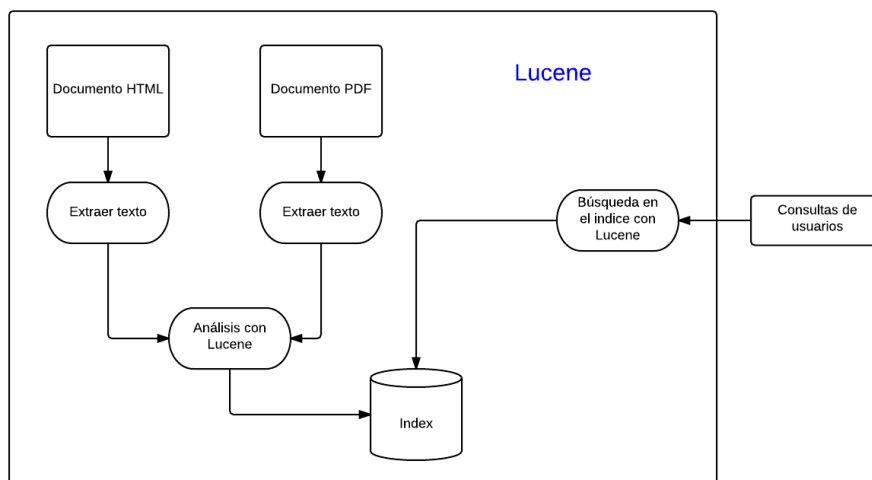 Lucene
Documento HTML
Documento PDF
Extraer texto
Extraer texto
Búsqueda en
el indice con
Lucene
Consultas de
usuarios
Análisis con
Lucene
Index